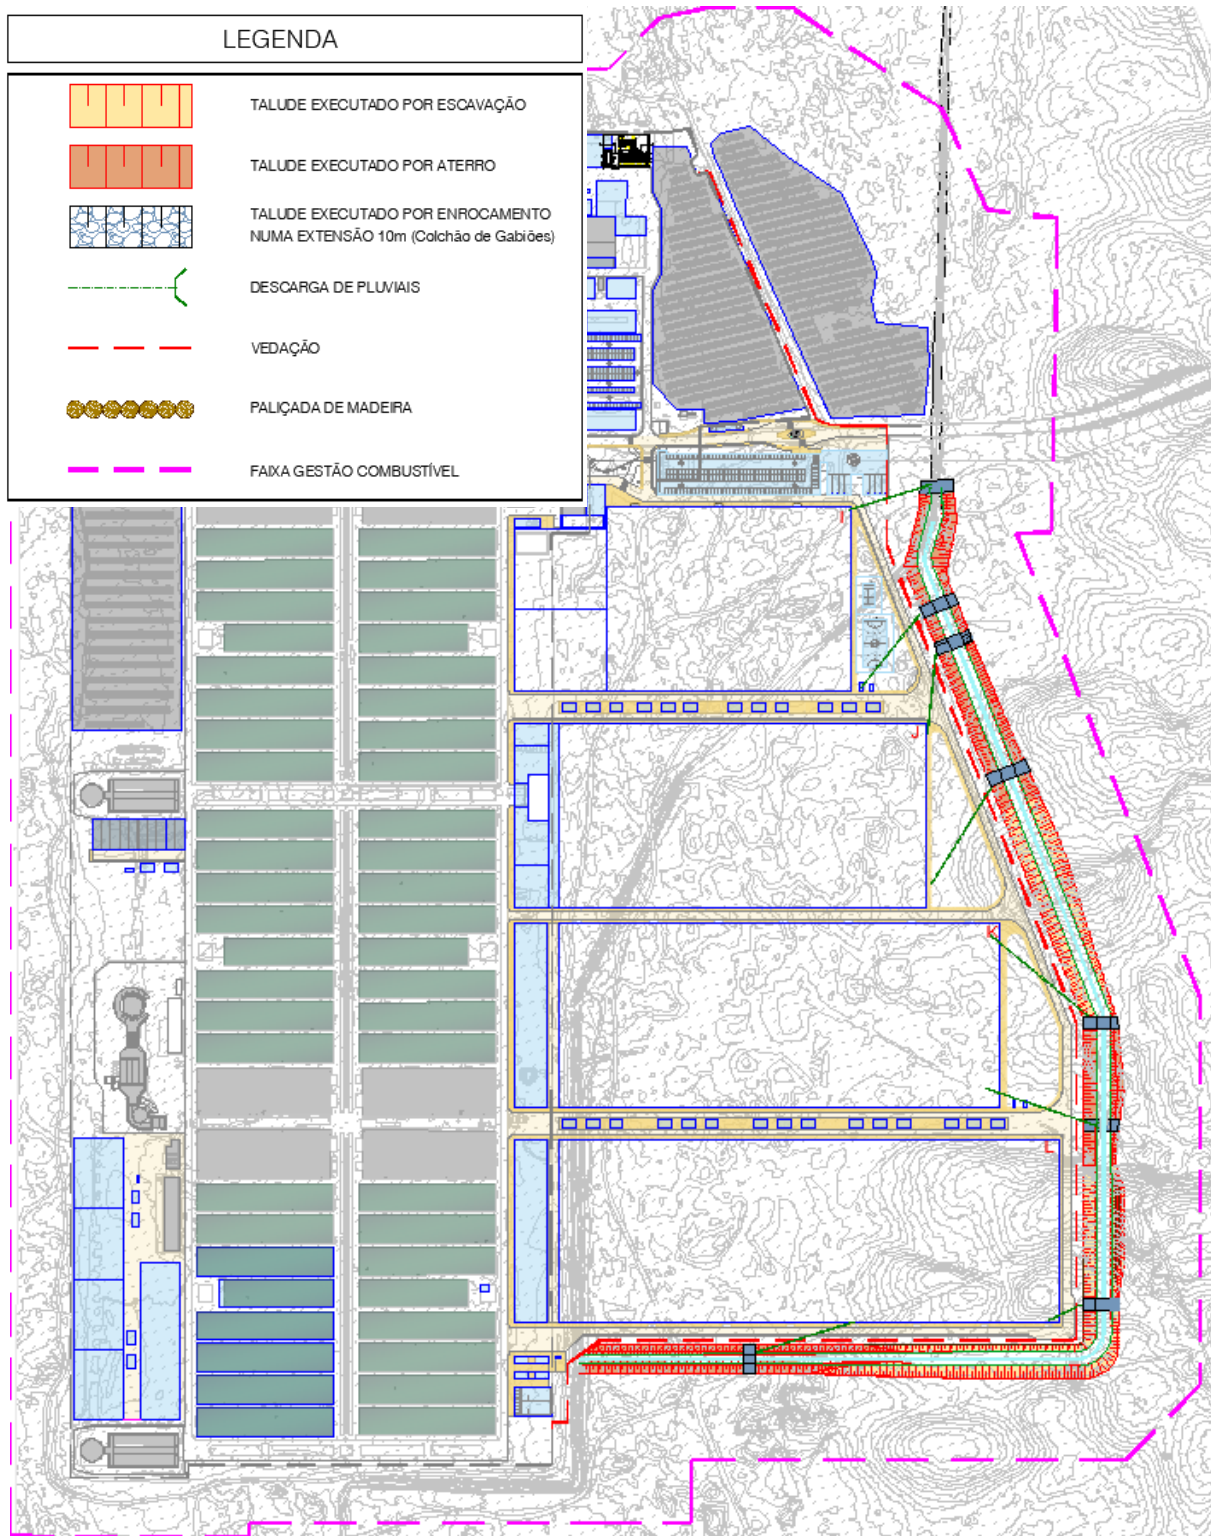 LEGENDA
TALUDE EXECUTADO POR ESCAVAÇÃO
TALUDE EXECUTADO POR ATERRO
TALUDE EXECUTADO POR ENROCAMENTO
NUMA EXTENSÃO 10m (Colchão de Gabiões)
DESCARGA DE PLUVIAIS
VEDAÇÃO
PALIÇADA DE MADEIRA
FAIXA GESTÃO COMBUSTÍVEL
I
J
K
L